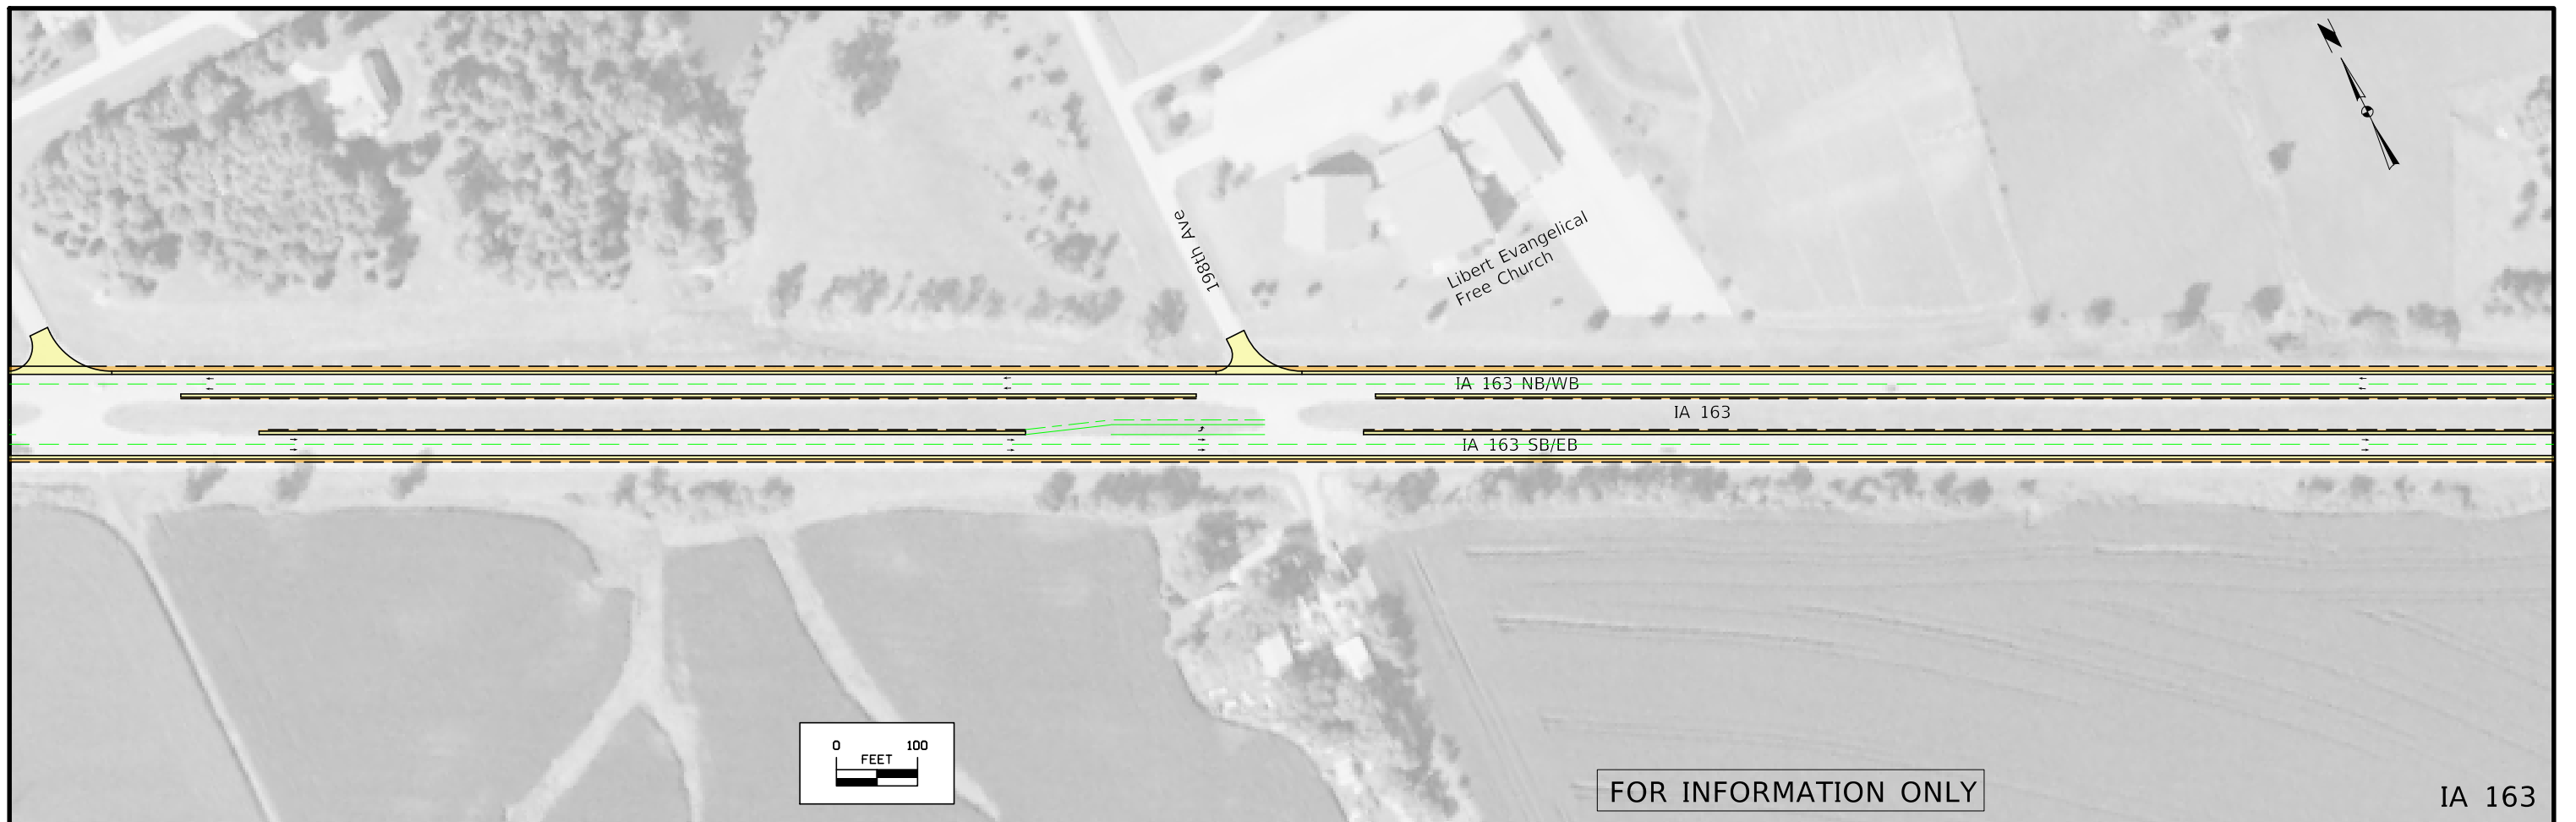 198th Ave
Libert Evangelical
Free Church
IA 163 NB/WB
IA 163
IA 163 SB/EB
0 100
FEET
FOR INFORMATION ONLY
IA 163